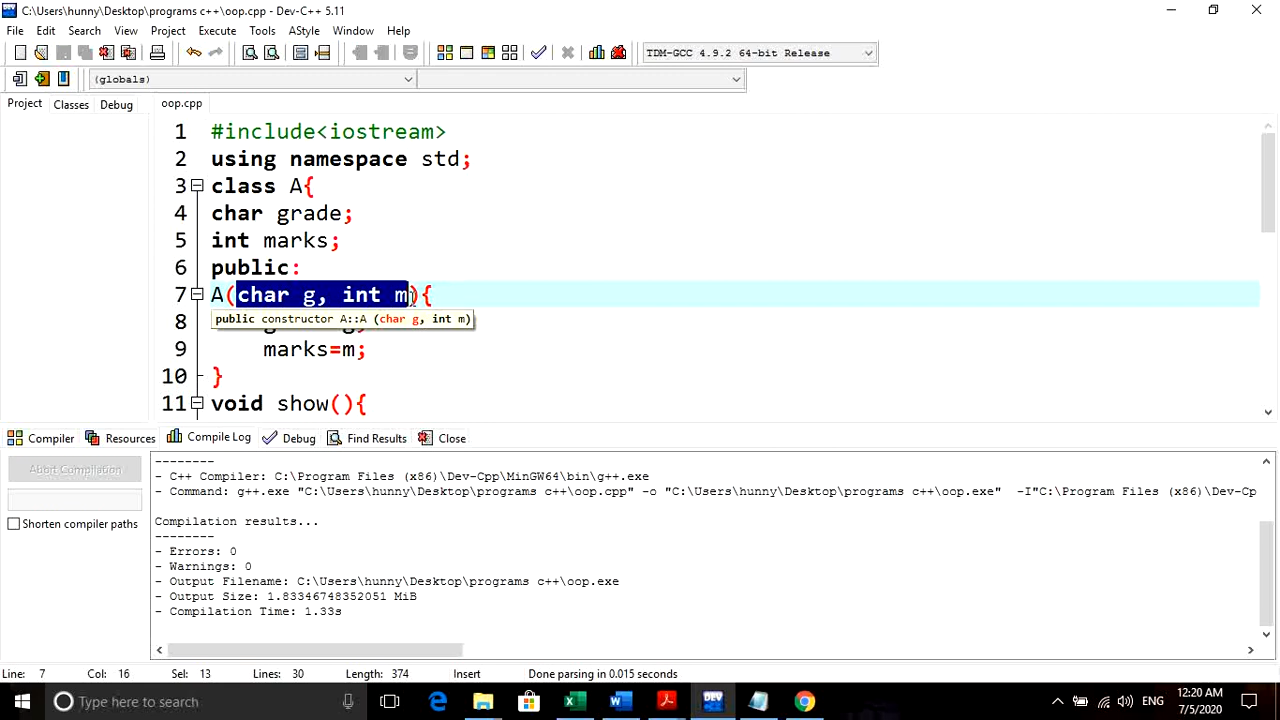 C:\Users\hunny\Desktop\programs c++\oop.cpp - Dev-C++ 5.11
File Edit Search View Project Execute Tools AStyle Window Help
TDM-GCC 4.9.2 64-bit Release
(globals)
Project Classes Debug oop.cpp
1 #include<iostream>
2 using namespace std;
3 class A{
4 char grade;
5 int marks;
6 public:
7 A(char g, int m){
public constructor A::A (char g, int m)
8
9 marks=m;
10 }
11 void show(){
Compiler Resources Compile Log Debug Find Results Close
Abort Compilation
Shorten compiler paths
--------
- C++ Compiler: C:\Program Files (x86)\Dev-Cpp\MinGW64\bin\g++.exe
- Command: g++.exe "C:\Users\hunny\Desktop\programs c++\oop.cpp" -o "C:\Users\hunny\Desktop\programs c++\oop.exe" -I"C:\Program Files (x86)\Dev-Cp
Compilation results...
--------
- Errors: 0
- Warnings: 0
- Output Filename: C:\Users\hunny\Desktop\programs c++\oop.exe
- Output Size: 1.83346748352051 MiB
- Compilation Time: 1.33s
Line: 7 Col: 16 Sel: 13 Lines: 30 Length: 374 Insert Done parsing in 0.015 seconds
Type here to search
DEV
ENG
12:20 AM
7/5/2020